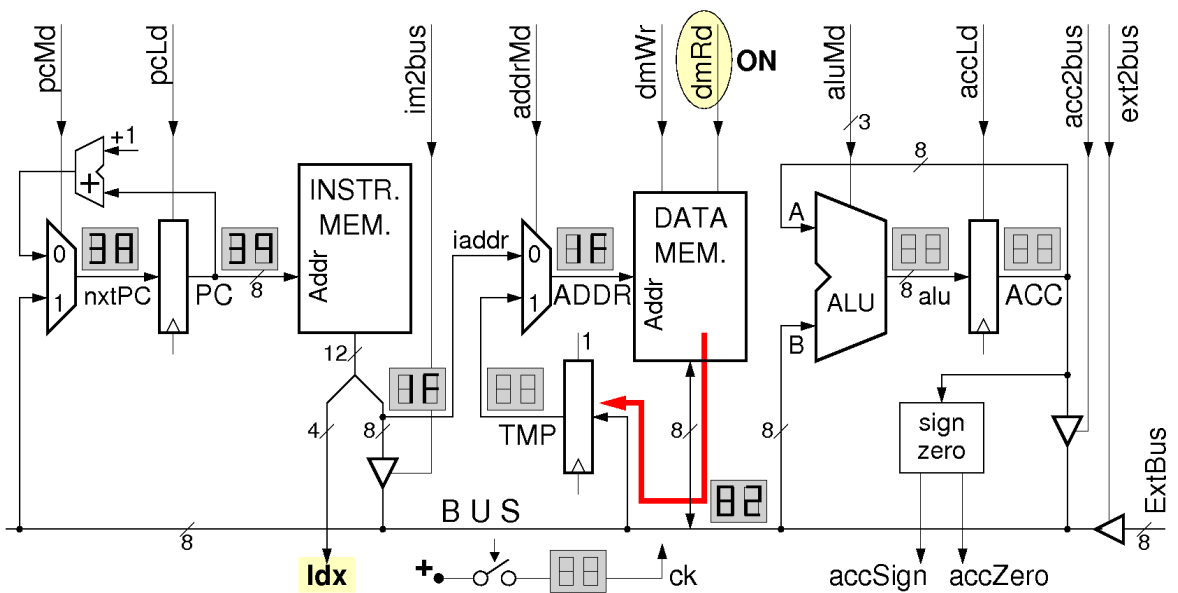 pcMd
pcLd
im2bus
addrMd
dmWr
dmRd
ON
aluMd
accLd
acc2bus
ext2bus
+1
+
3
8
INSTR.
MEM.
Addr
DATA
MEM.
Addr
A
B
ALU
0
1
3A
nxtPC
39
PC
8
iaddr
0
1
1F
ADDR
8
alu
ACC
12
1F
4
8
TMP
1
8
8
sign
zero
82
B U S
8
ExtBus
8
Idx
+
ck
accSign
accZero